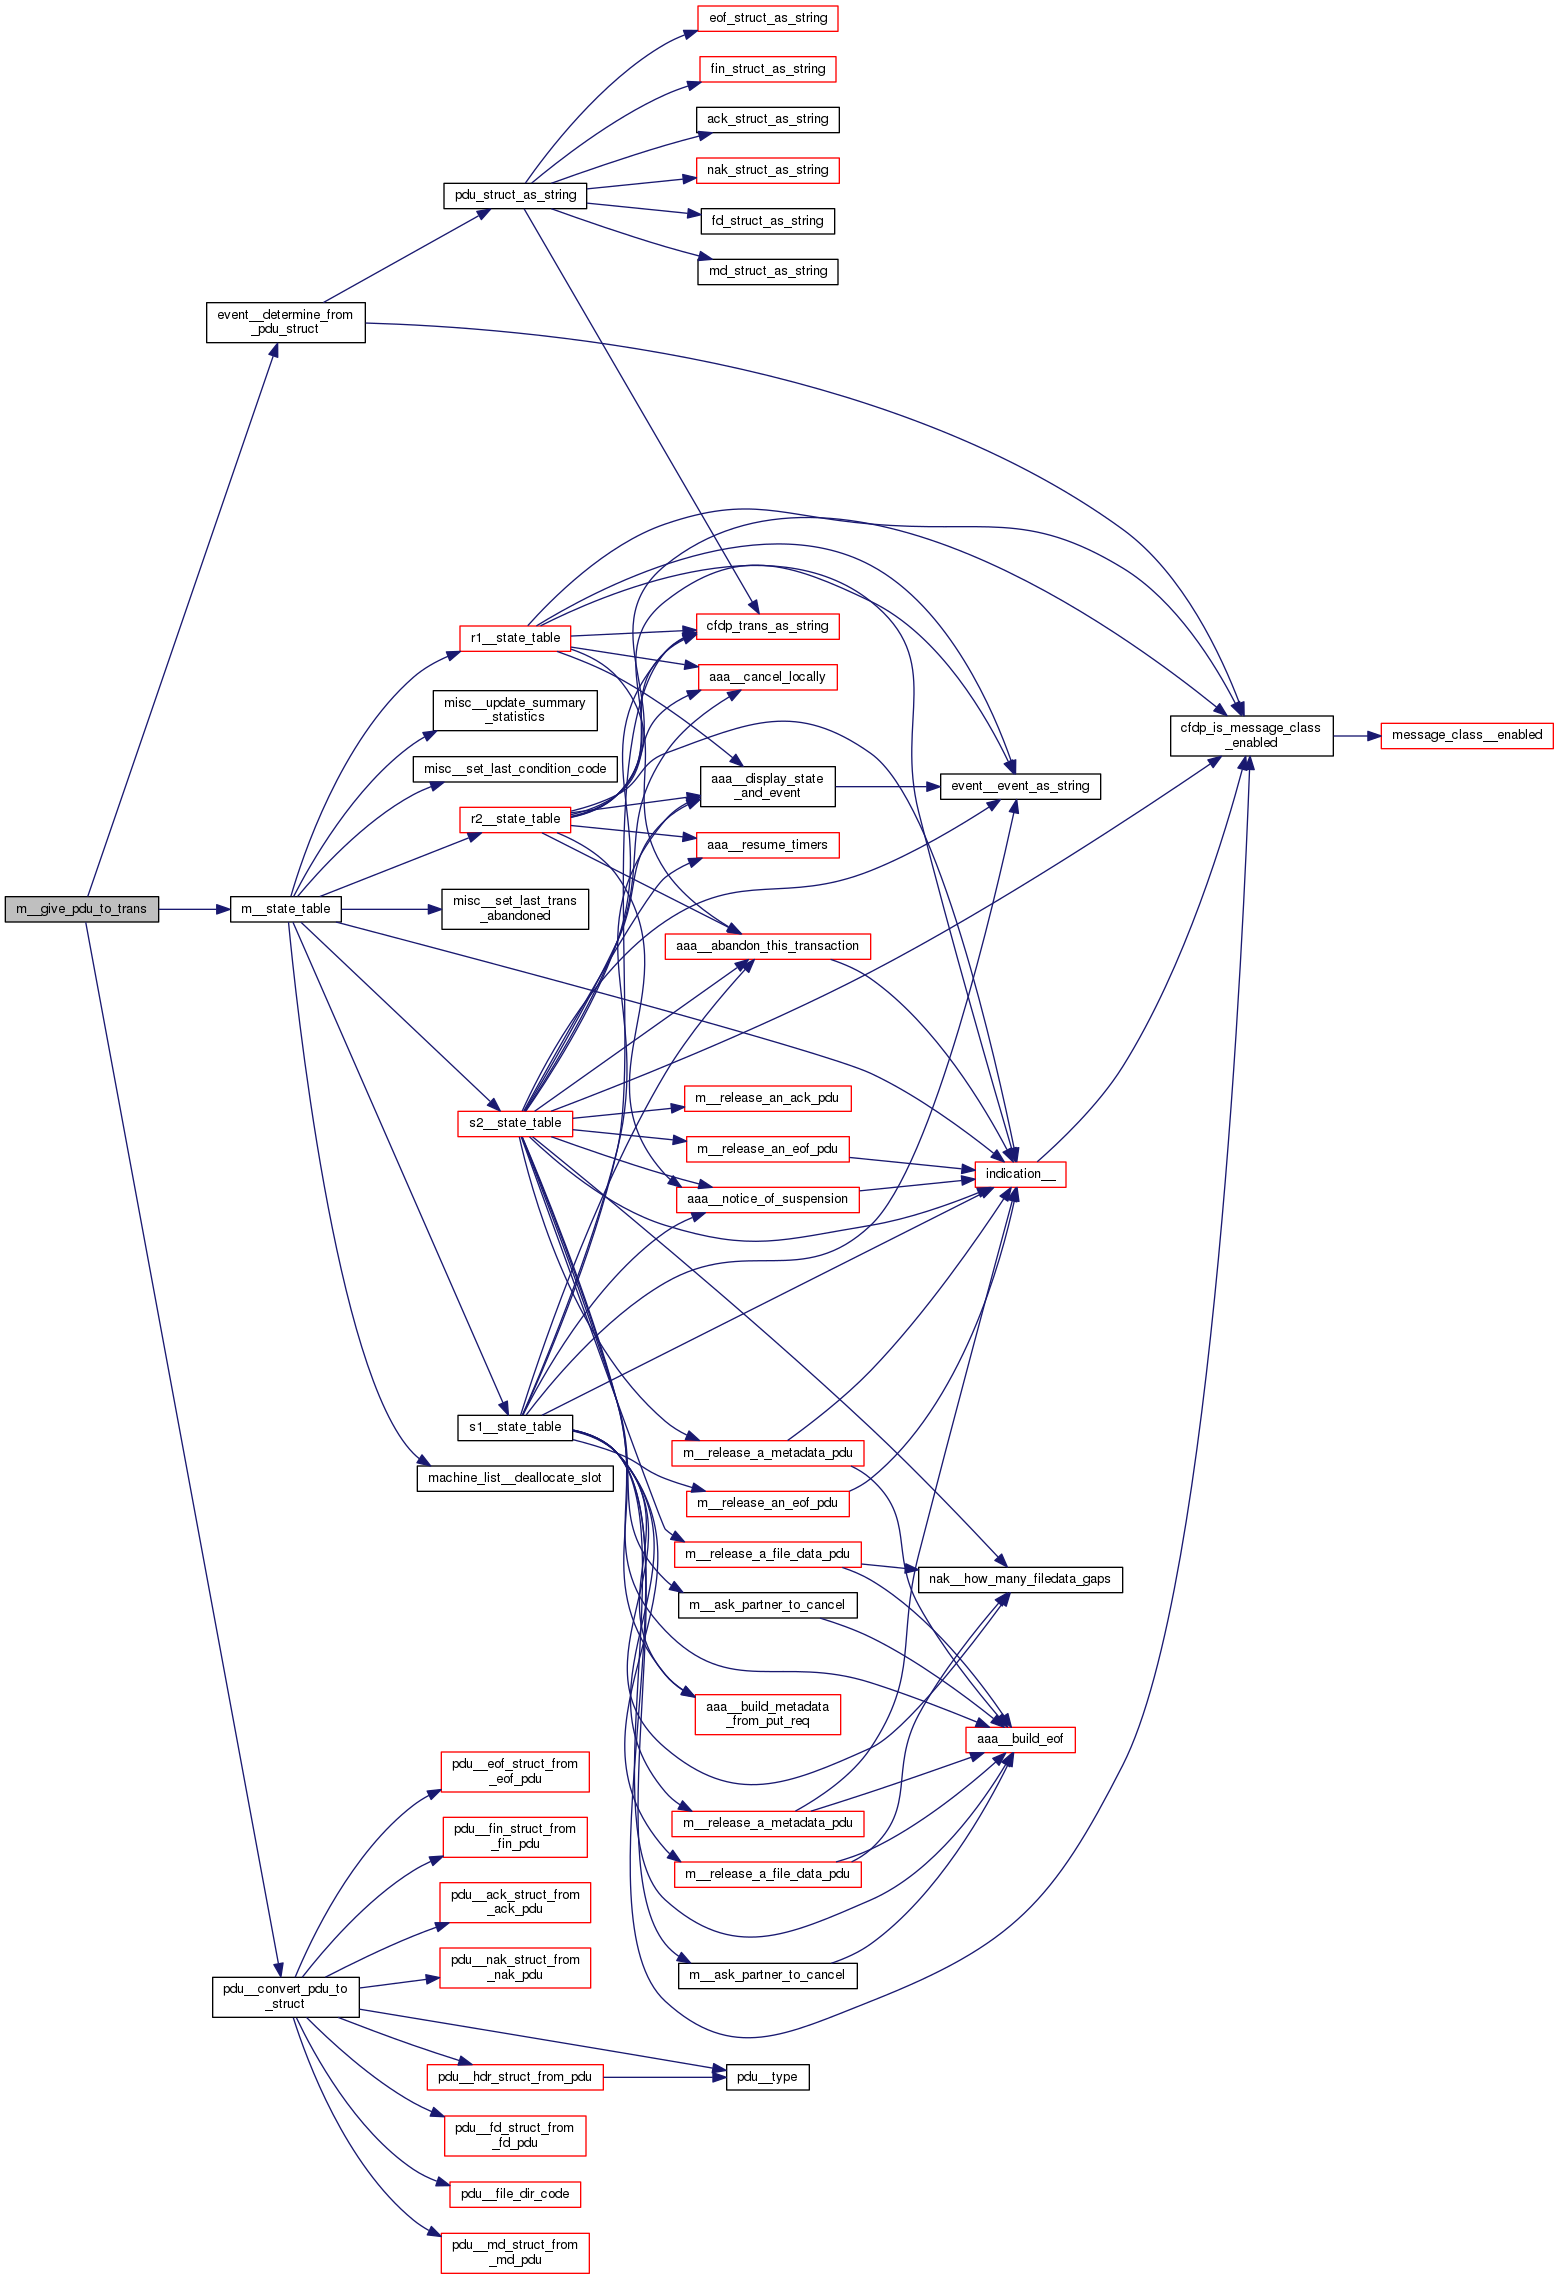 eof_struct_as_string
fin_struct_as_string
ack_struct_as_string
nak_struct_as_string
pdu_struct_as_string
fd_struct_as_string
md_struct_as_string
event__determine_from
_pdu_struct
cfdp_trans_as_string
r1__state_table
aaa__cancel_locally
misc__update_summary
_statistics
cfdp_is_message_class
_enabled
message_class__enabled
misc__set_last_condition_code
aaa__display_state
_and_event
event__event_as_string
r2__state_table
aaa__resume_timers
m__give_pdu_to_trans
m__state_table
misc__set_last_trans
_abandoned
aaa__abandon_this_transaction
m__release_an_ack_pdu
s2__state_table
m__release_an_eof_pdu
indication__
aaa__notice_of_suspension
s1__state_table
m__release_a_metadata_pdu
machine_list__deallocate_slot
m__release_an_eof_pdu
m__release_a_file_data_pdu
nak__how_many_filedata_gaps
m__ask_partner_to_cancel
aaa__build_metadata
_from_put_req
aaa__build_eof
pdu__eof_struct_from
_eof_pdu
m__release_a_metadata_pdu
pdu__fin_struct_from
_fin_pdu
m__release_a_file_data_pdu
pdu__ack_struct_from
_ack_pdu
pdu__nak_struct_from
_nak_pdu
m__ask_partner_to_cancel
pdu__convert_pdu_to
_struct
pdu__hdr_struct_from_pdu
pdu__type
pdu__fd_struct_from
_fd_pdu
pdu__file_dir_code
pdu__md_struct_from
_md_pdu